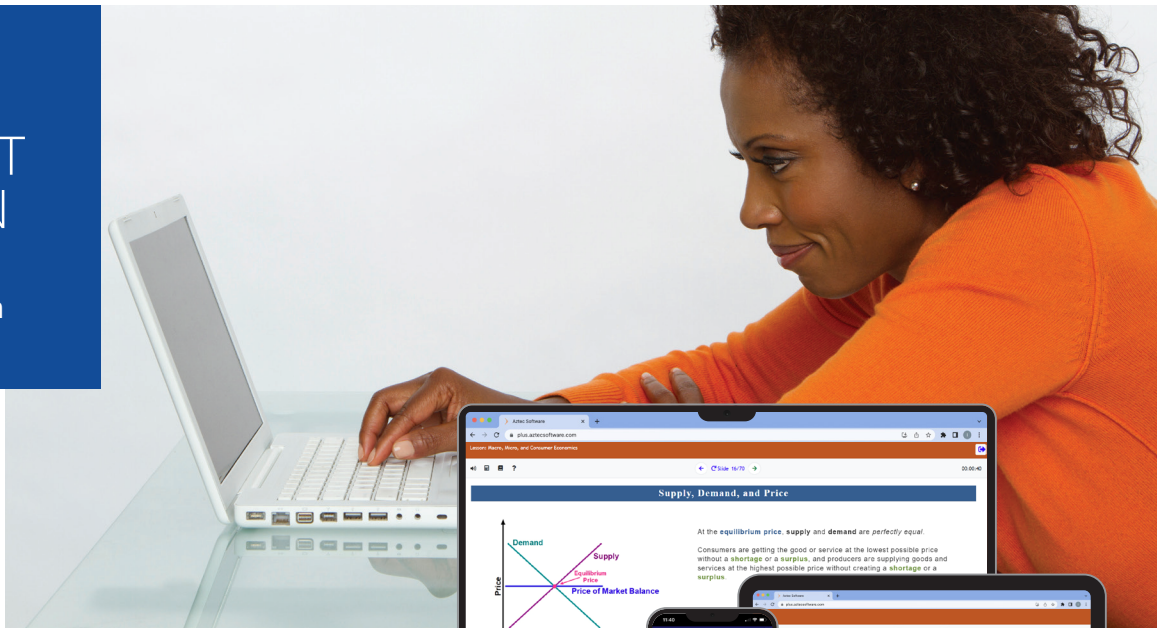 T
N
n
Aztec Software
plus.aztecsoftware.com
Lesson: Macro, Micro, and Consumer Economics
?
Slide 16/70
00:00:40
Supply, Demand, and Price
Demand
Supply
Equilibrium
Price
Price of Market Balance
Price
At the equilibrium price, supply and demand are perfectly equal.
Consumers are getting the good or service at the lowest possible price
without a shortage or a surplus, and producers are supplying goods and
services at the highest possible price without creating a shortage or a
surplus.
Aztec Software
plus.aztecsoftware.com
11:40